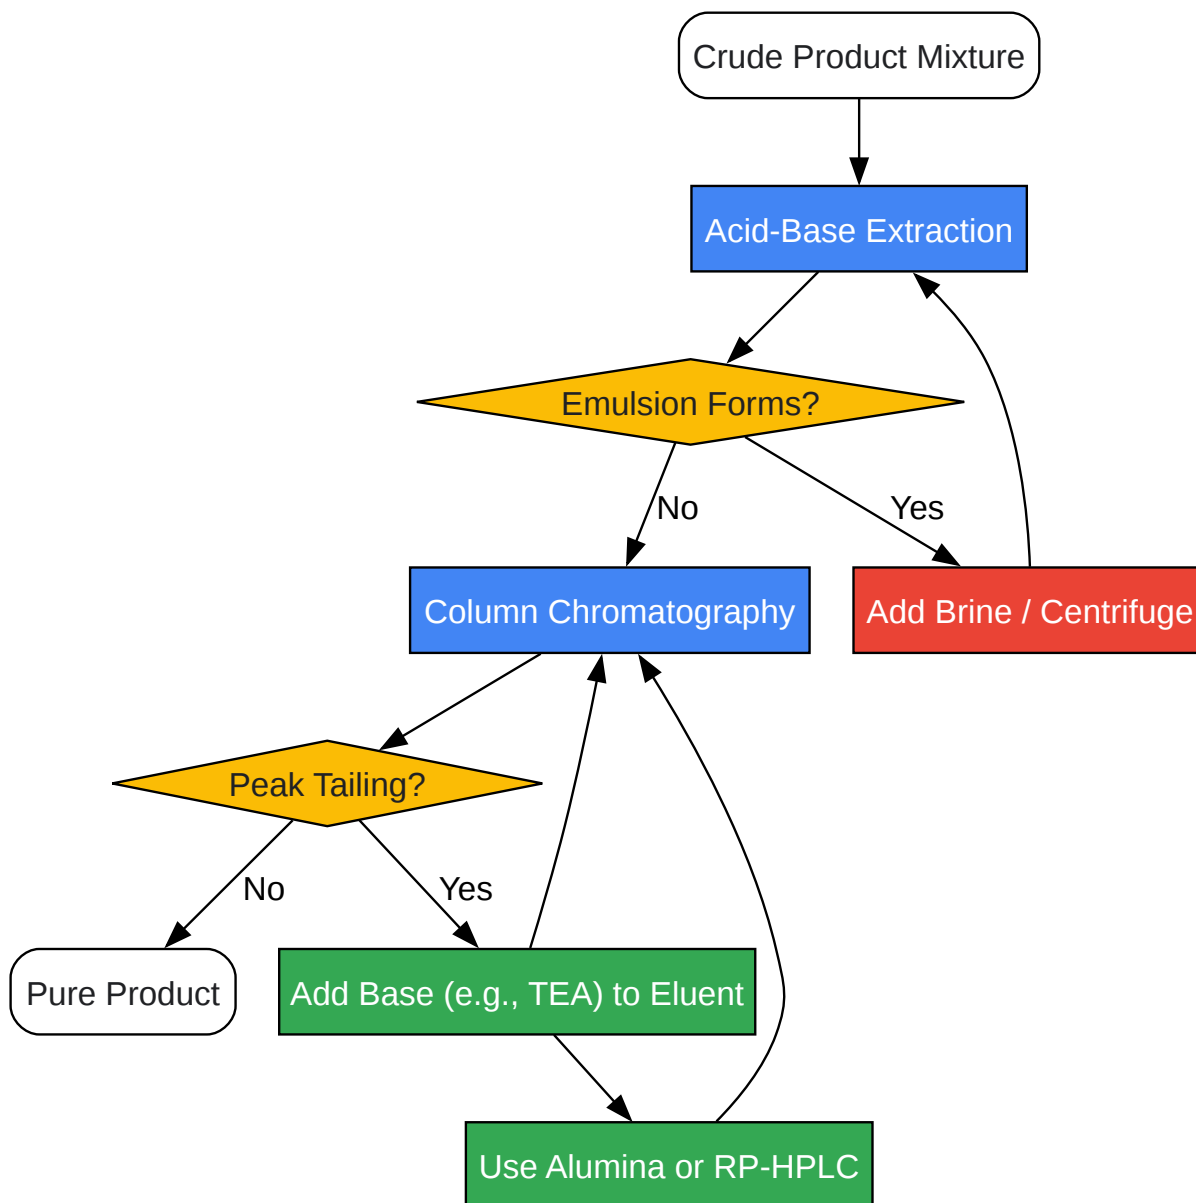 Crude Product Mixture
Acid-Base Extraction
Emulsion Forms?
No
Yes
Column Chromatography
Add Brine / Centrifuge
Peak Tailing?
No
Yes
Pure Product
Add Base (e.g., TEA) to Eluent
Use Alumina or RP-HPLC